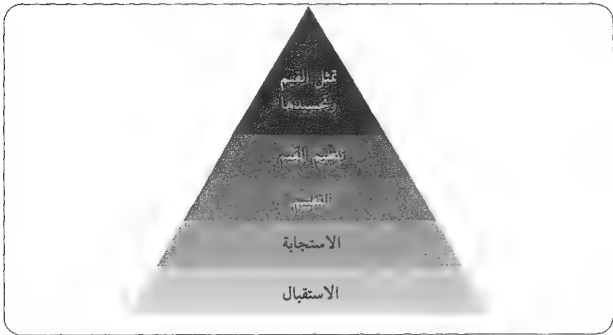 تمثل القيم
وتجسيدها
تنظيم القيم
التقييم
الاستجابة
الاستقبال